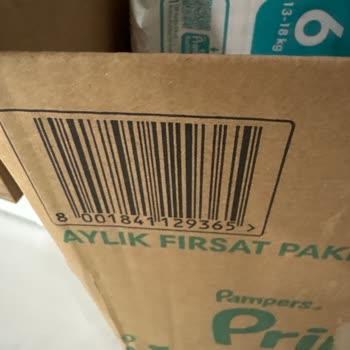 6
13-18 kg
8 001841 129365 >
AYLIK FIRSAT PAK
Pampers
Pri